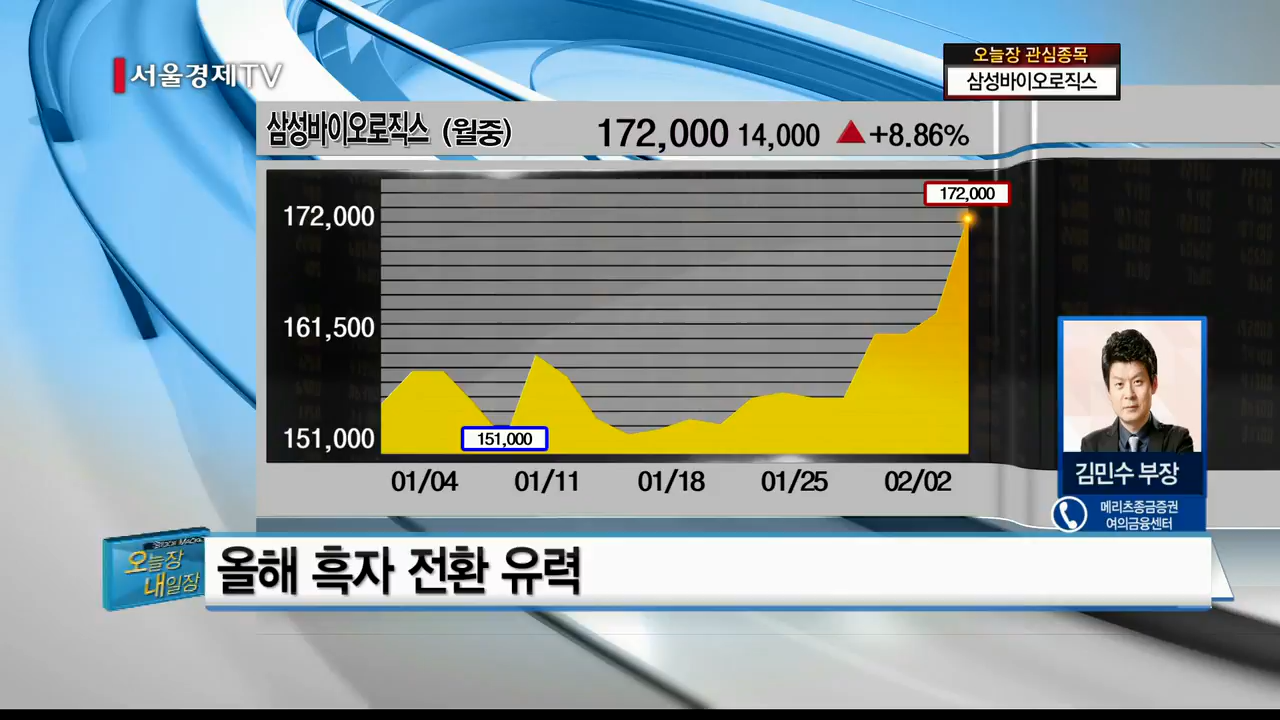 서울경제TV
오늘장 관심종목
삼성바이오로직스
삼성바이오로직스 (월중) 172,000 14,000 ▲+8.86%
172,000
172,000
161,500
151,000
151,000
01/04 01/11 01/18 01/25 02/02
김민수 부장
메리츠종금증권
여의금융센터
오늘장
내일장
올해 흑자 전환 유력